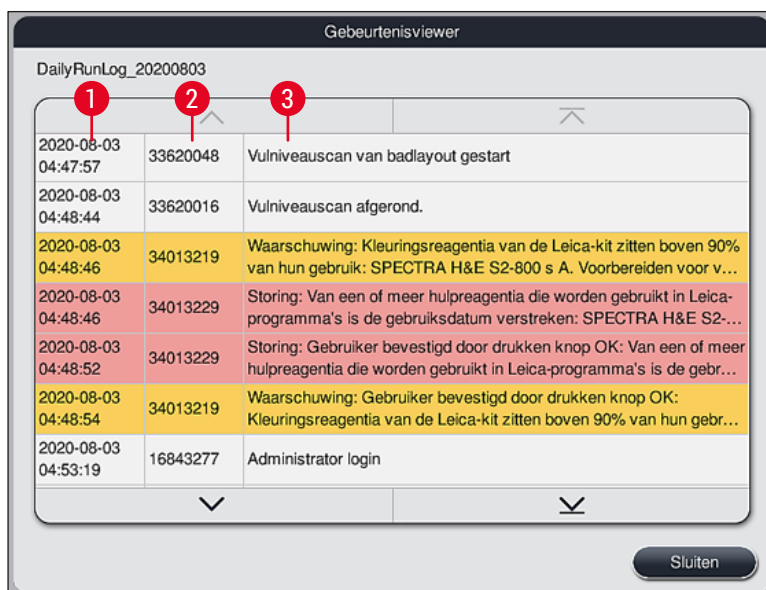 Gebeurtenisviewer
DailyRunLog_20200803
1 2 3
2020-08-03
04:47:57
33620048
Vulniveauscan van badlayout gestart
2020-08-03
04:48:44
33620016
Vulniveauscan afgerond.
2020-08-03
04:48:46
34013219
Waarschuwing: Kleuringsreagentia van de Leica-kit zitten boven 90%
van hun gebruik: SPECTRA H&E S2-800 s A. Voorbereiden voor v...
2020-08-03
04:48:46
34013229
Storing: Van een of meer hulpreagentia die worden gebruikt in Leica-
programma's is de gebruiksdatum verstreken: SPECTRA H&E S2-...
2020-08-03
04:48:52
34013229
Storing: Gebruiker bevestigd door drukken knop OK: Van een of meer
hulpreagentia die worden gebruikt in Leica-programma's is de gebr...
2020-08-03
04:48:54
34013219
Waarschuwing: Gebruiker bevestigd door drukken knop OK:
Kleuringsreagentia van de Leica-kit zitten boven 90% van hun gebr...
2020-08-03
04:53:19
16843277
Administrator login
Sluiten